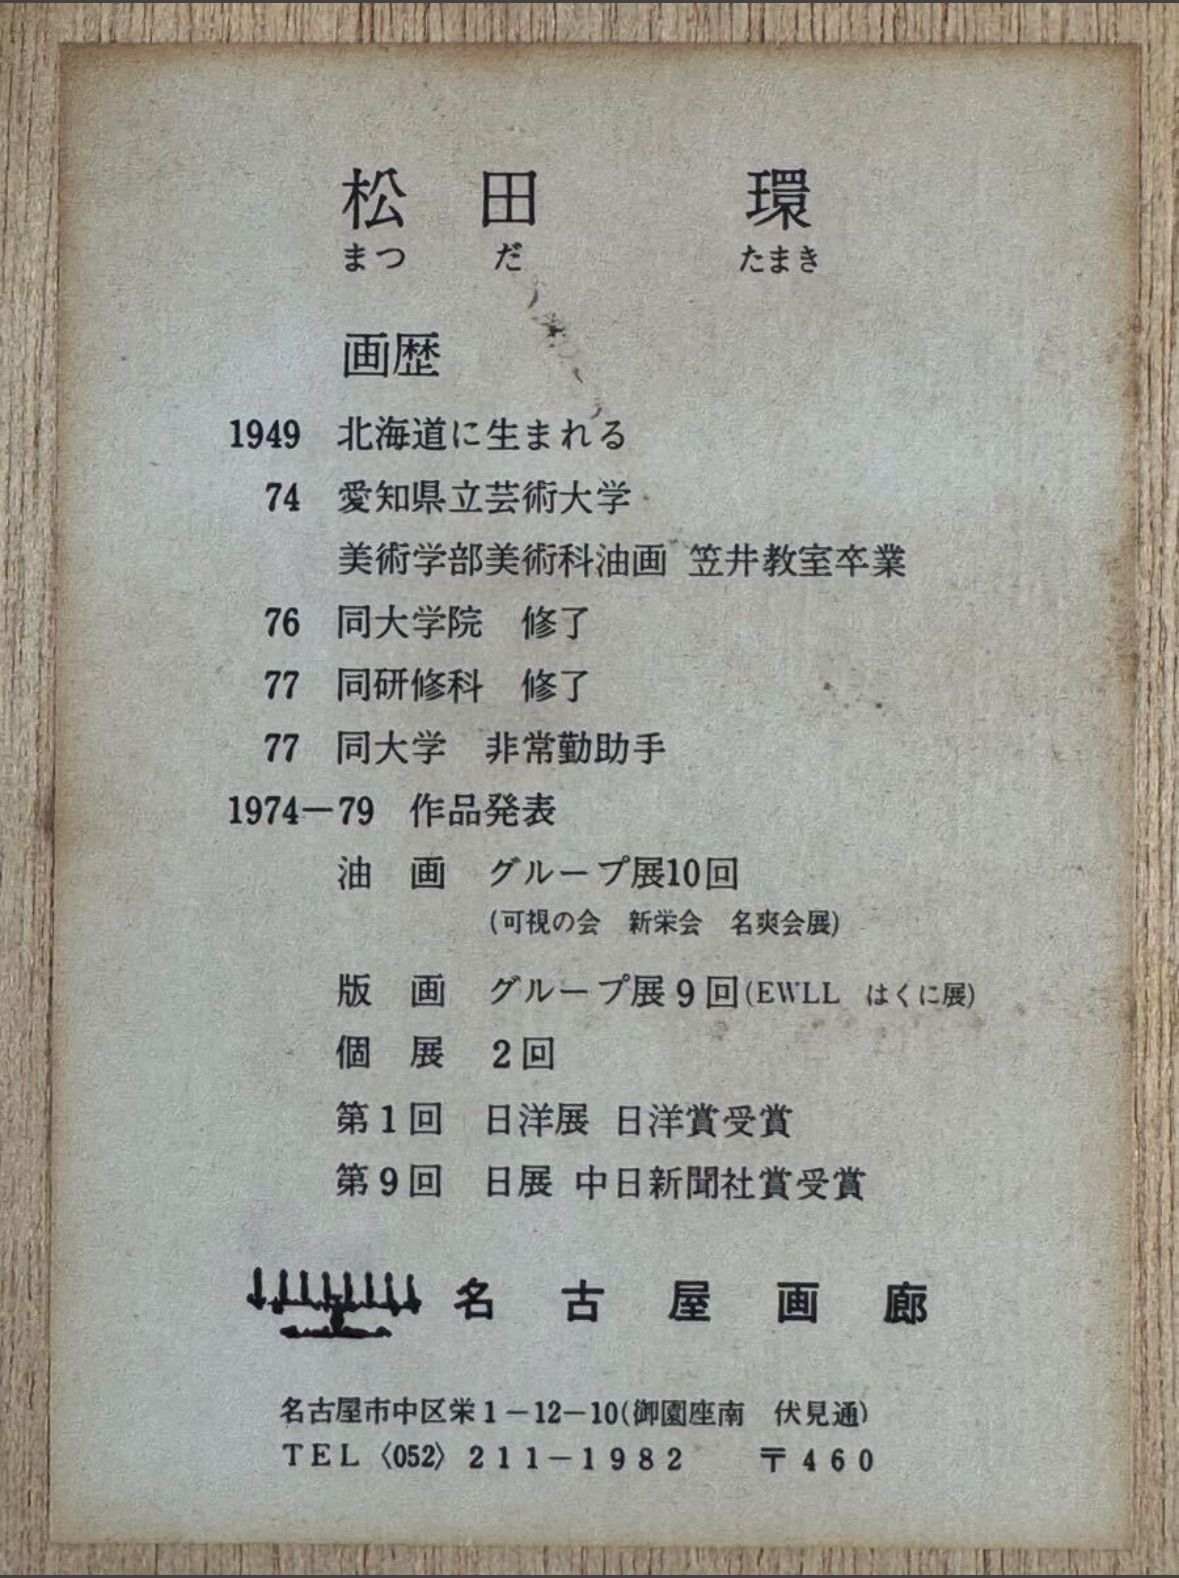 松田 環
まつ だ たまき
画歴
1949 北海道に生まれる
74 愛知県立芸術大学
美術学部美術科油画 笠井教室卒業
76 同大学院 修了
77 同研修科 修了
77 同大学 非常勤助手
1974－79 作品発表
油 画 グループ展10回
(可視の会 新栄会 名爽会展)
版 画 グループ展9回(EWLL はくに展)
個 展 2回
第1回 日洋展 日洋賞受賞
第9回 日展 中日新聞社賞受賞
名古屋画廊
名古屋市中区栄1－12－10(御園座南 伏見通)
TEL〈052〉211－1982 〒460